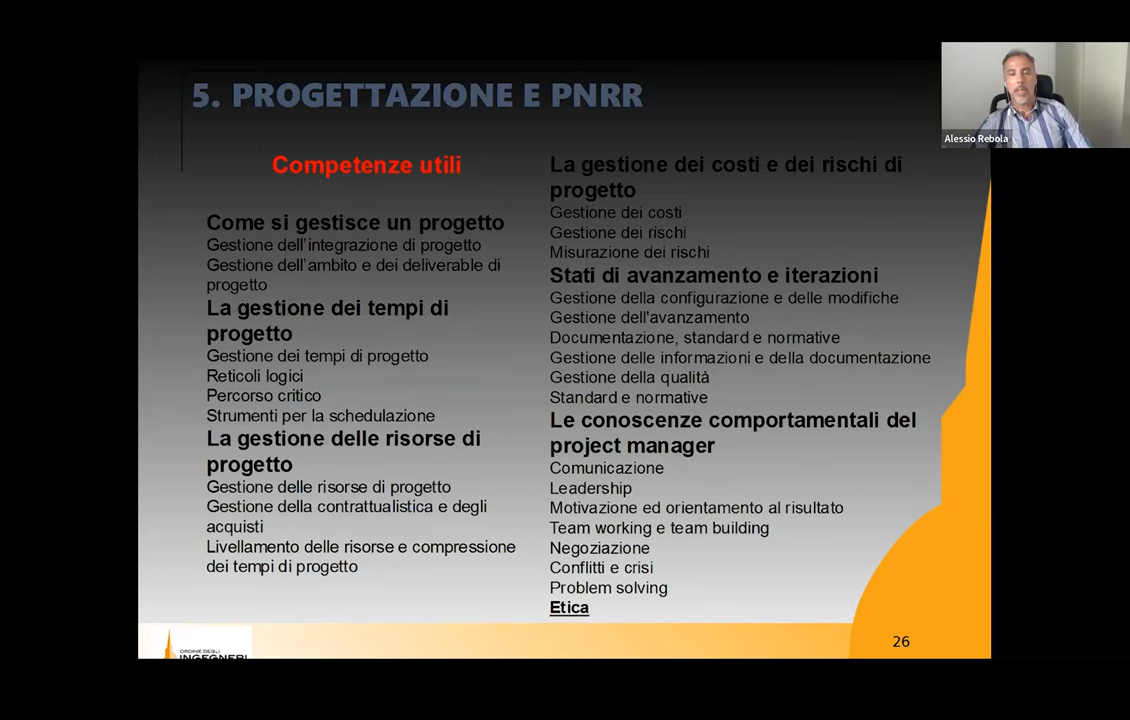 5. PROGETTAZIONE E PNRR
Competenze utili
Come si gestisce un progetto
Gestione dell'integrazione di progetto
Gestione dell'ambito e dei deliverable di
progetto
La gestione dei tempi di
progetto
Gestione dei tempi di progetto
Reticoli logici
Percorso critico
Strumenti per la schedulazione
La gestione delle risorse di
progetto
Gestione delle risorse di progetto
Gestione della contrattualistica e degli
acquisti
Livellamento delle risorse e compressione
dei tempi di progetto
La gestione dei costi e dei rischi di
progetto
Gestione dei costi
Gestione dei rischi
Misurazione dei rischi
Stati di avanzamento e iterazioni
Gestione della configurazione e delle modifiche
Gestione dell'avanzamento
Documentazione, standard e normative
Gestione delle informazioni e della documentazione
Gestione della qualità
Standard e normative
Le conoscenze comportamentali del
project manager
Comunicazione
Leadership
Motivazione ed orientamento al risultato
Team working e team building
Negoziazione
Conflitti e crisi
Problem solving
Etica
ORDINE DEGLI
INGEGNERI
26
Alessio Rebola